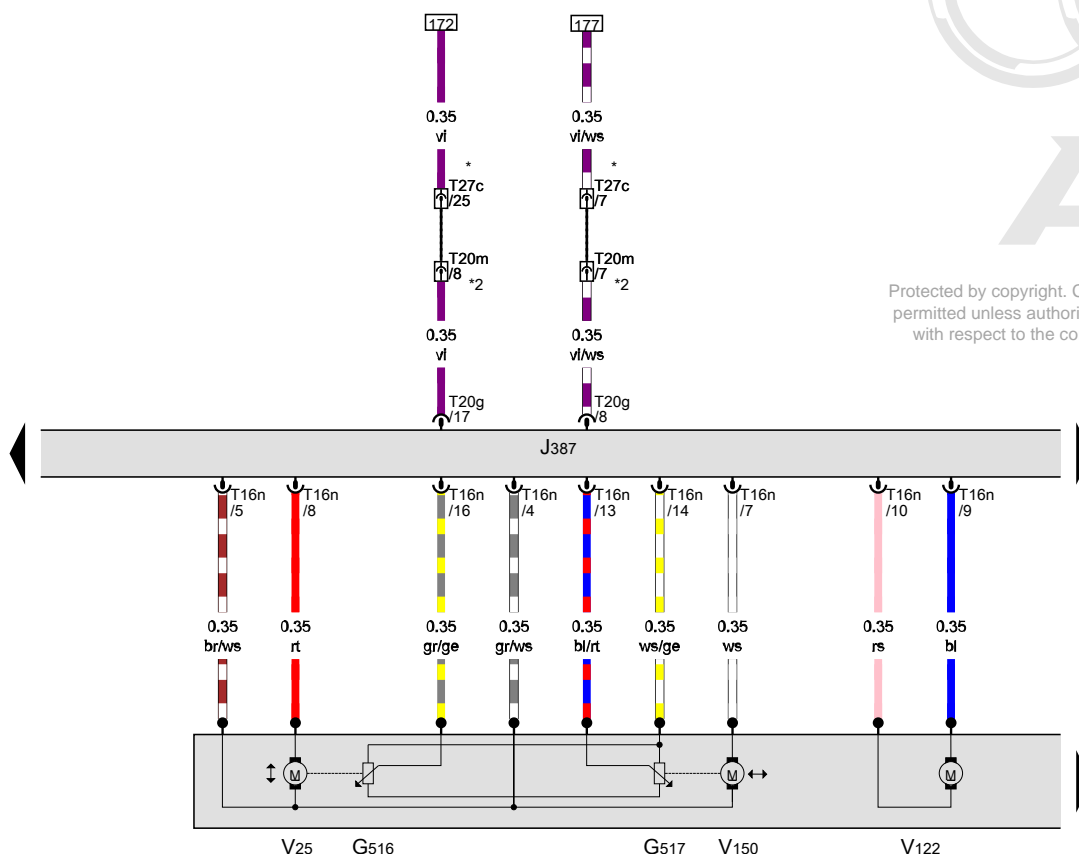 172 177
0.35 0.35
vi vi/ws
* *
T27c T27c
/25 /7
T20m T20m
/8 /7
*2 *2
Protected by copyright. C
permitted unless authori
with respect to the co
0.35 0.35
vi vi/ws
T20g T20g
/17 /8
J387
T16n T16n T16n T16n T16n T16n T16n T16n T16n
/5 /8 /16 /4 /13 /14 /7 /10 /9
0.35 0.35 0.35 0.35 0.35 0.35 0.35 0.35 0.35
br/ws rt gr/ge gr/ws bl/rt ws/ge ws rs bl
M M M
V25 G516 G517 V150 V122